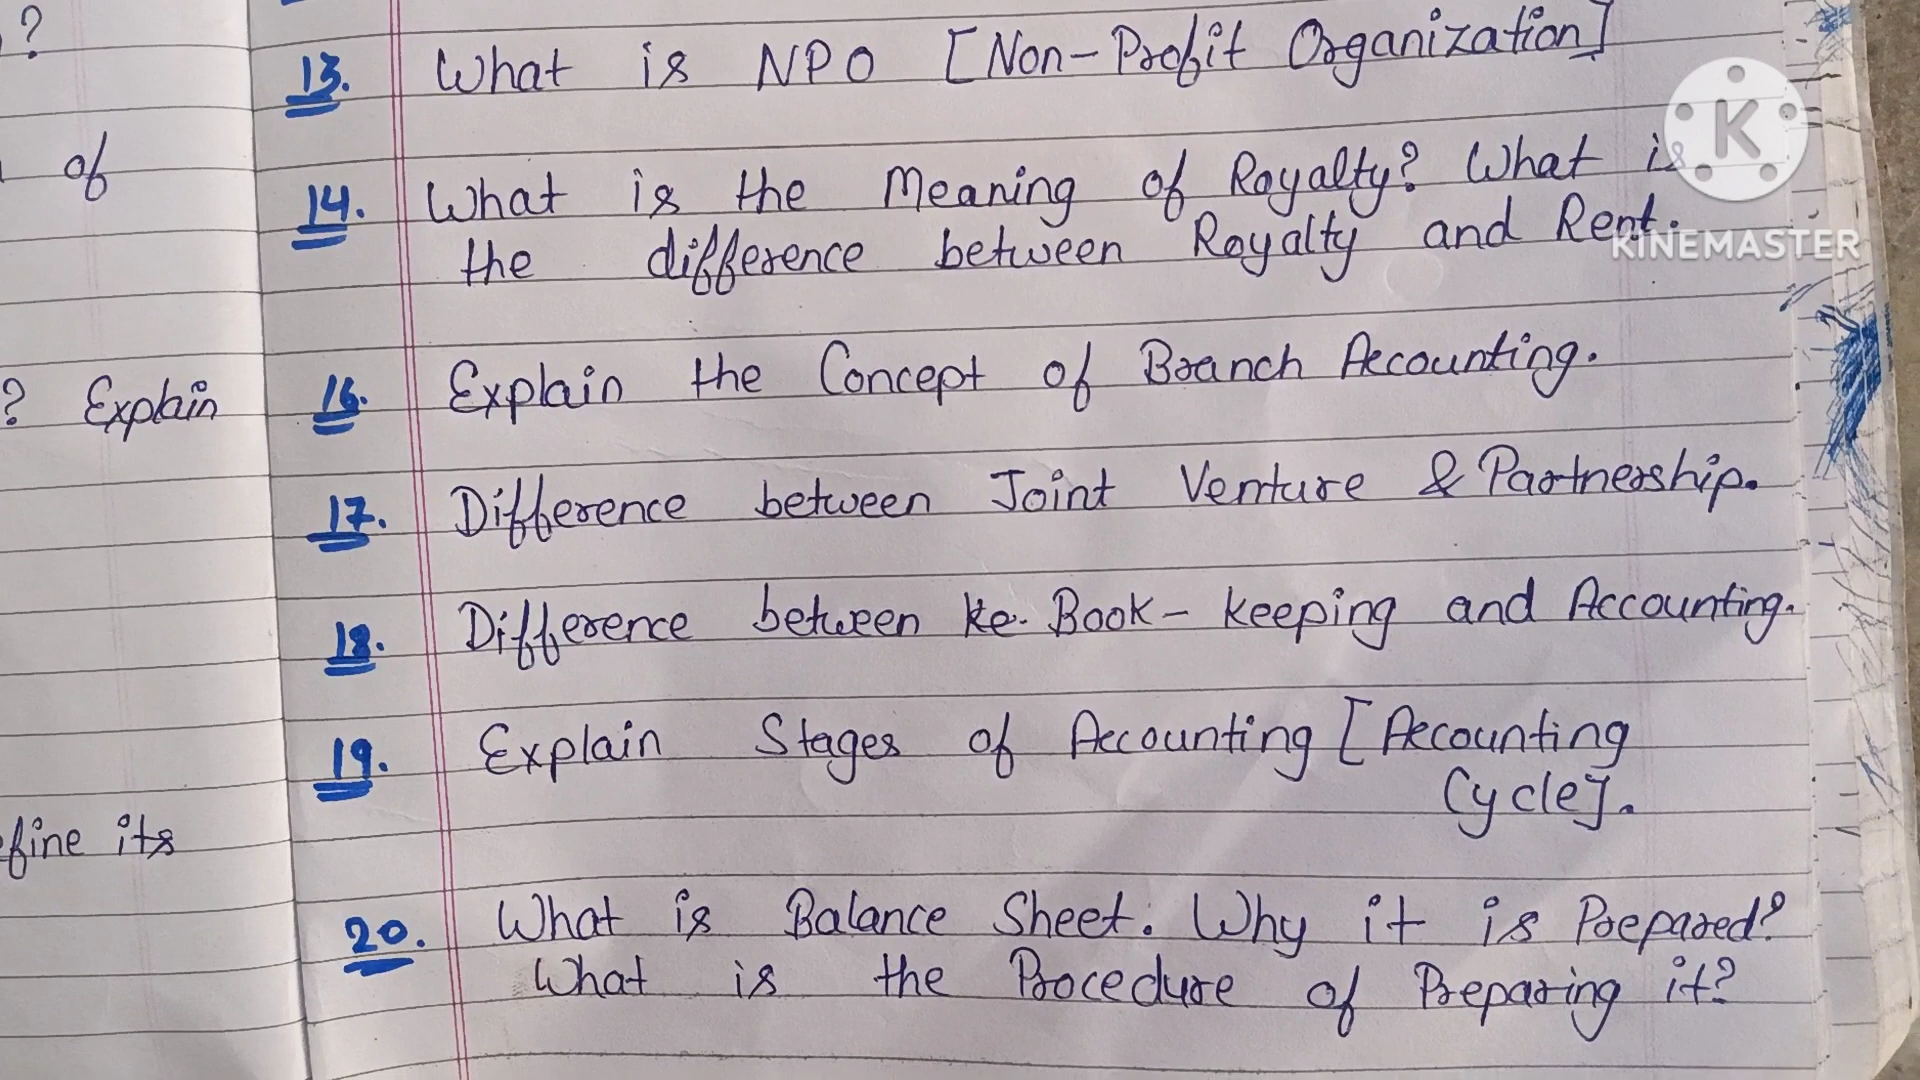 ?
of
? Explain
fine its
13. What is NPO [Non-Profit Organization]
14. What is the Meaning of Royalty? What is
the difference between Royalty and Rent.
16. Explain the Concept of Branch Accounting.
17. Difference between Joint Venture & Partnership.
18. Difference between Book-keeping and Accounting.
19. Explain Stages of Accounting [Accounting
Cycle].
20. What is Balance Sheet. Why it is Prepared?
What is the Procedure of Preparing it?
K
KINEMASTER